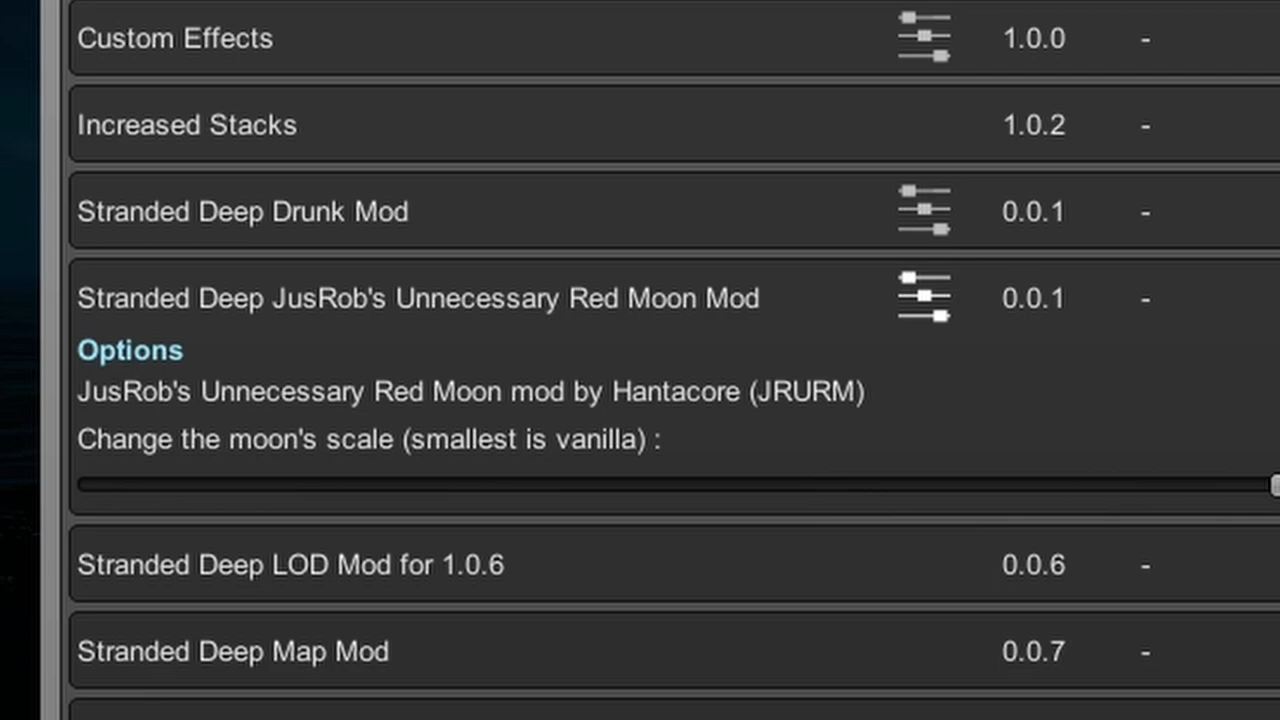 Custom Effects 1.0.0 -
Increased Stacks 1.0.2 -
Stranded Deep Drunk Mod 0.0.1 -
Stranded Deep JusRob's Unnecessary Red Moon Mod 0.0.1 -
Options
JusRob's Unnecessary Red Moon mod by Hantacore (JRURM)
Change the moon's scale (smallest is vanilla) :
Stranded Deep LOD Mod for 1.0.6 0.0.6 -
Stranded Deep Map Mod 0.0.7 -